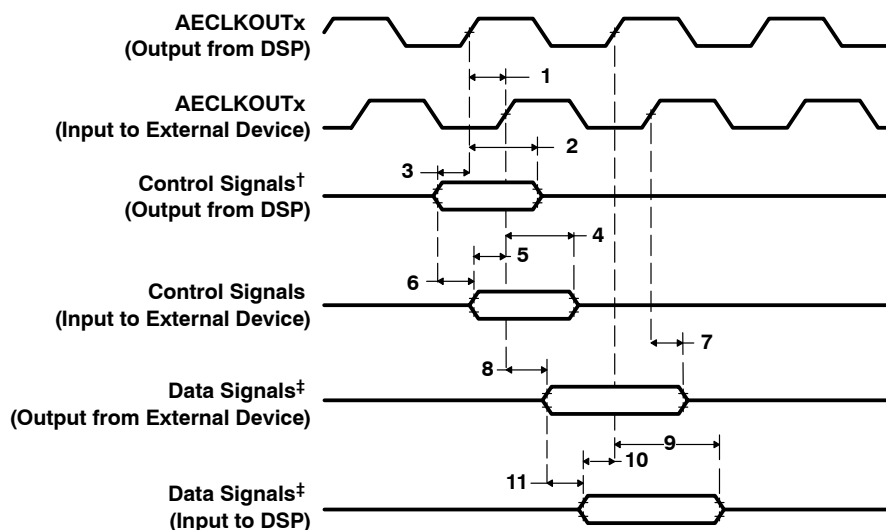 AECLKOUTx
(Output from DSP)
1
AECLKOUTx
(Input to External Device)
2
3
Control Signals†
(Output from DSP)
4
5
6
Control Signals
(Input to External Device)
7
8
Data Signals‡
(Output from External Device)
9
10
11
Data Signals‡
(Input to DSP)